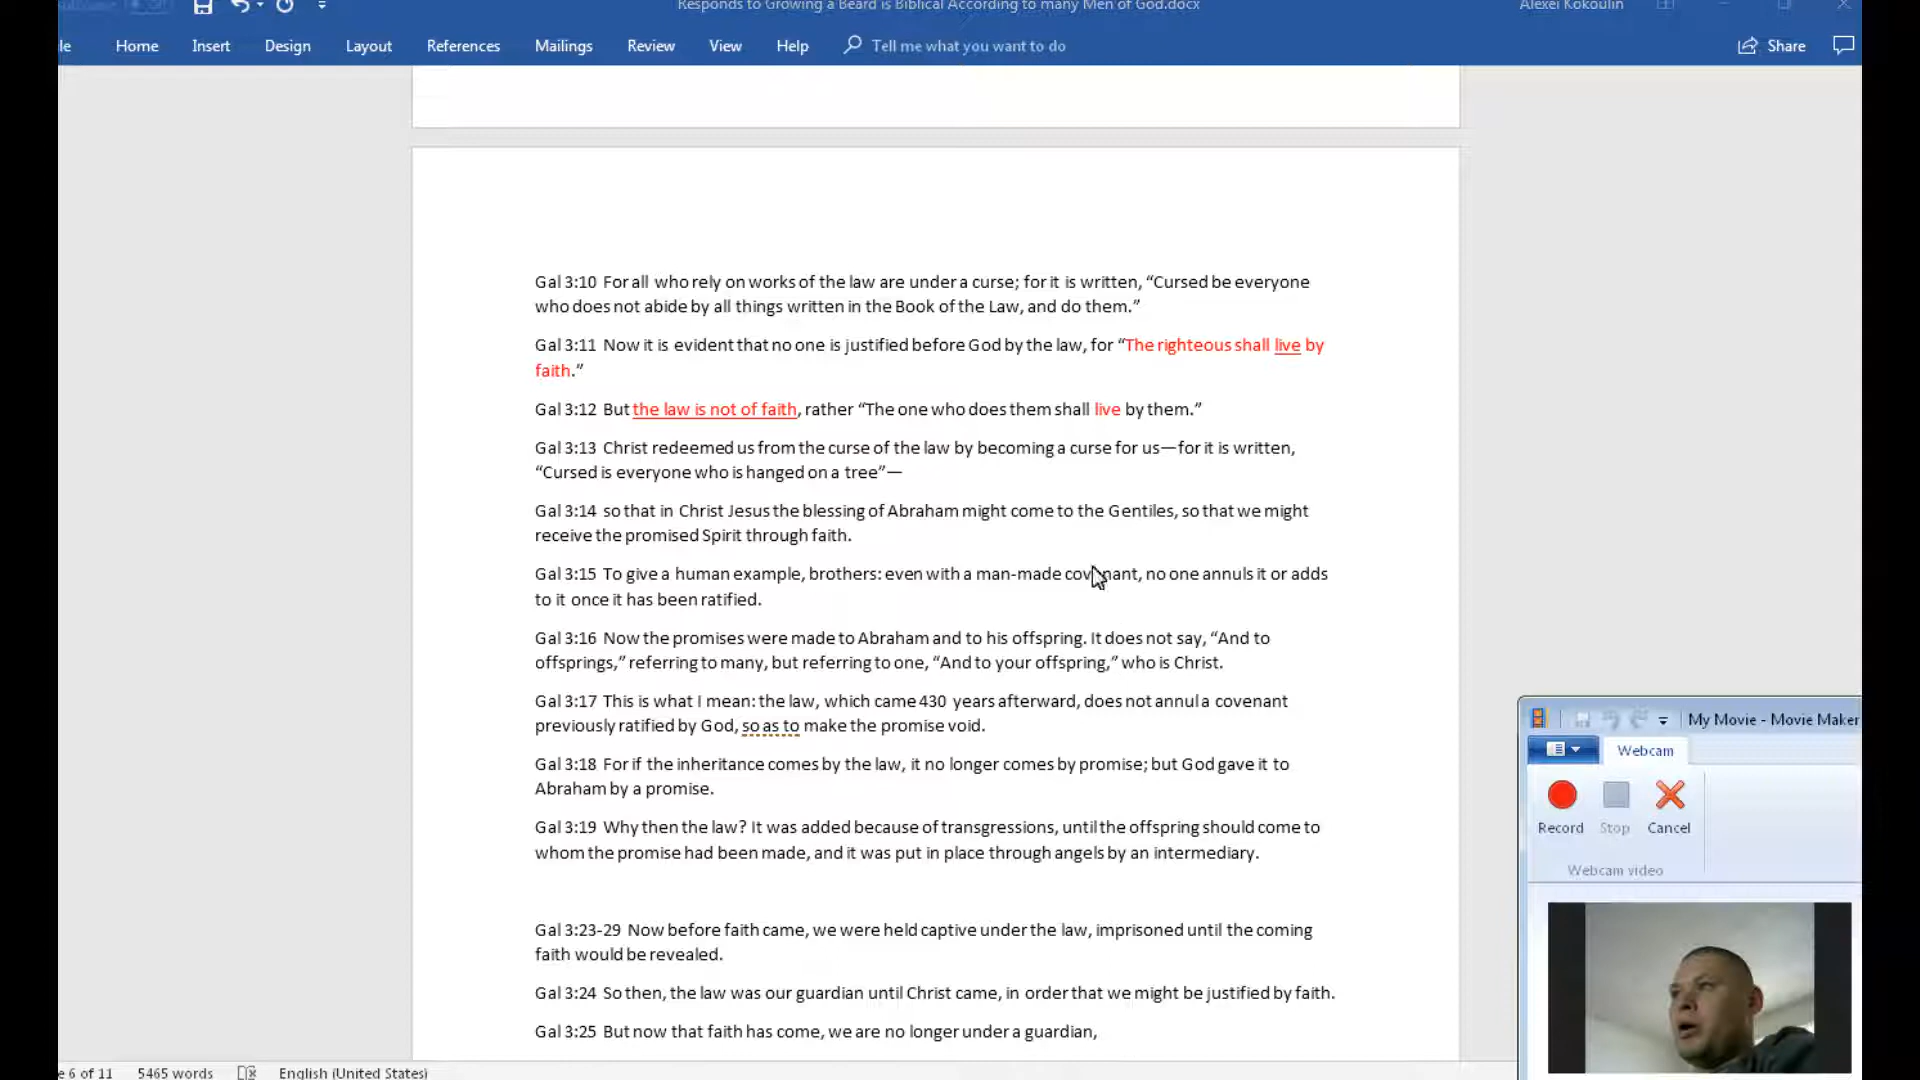 Responds to Growing a Beard is Biblical According to many Men of God.docx
Alexei Kokoulin
le Home Insert Design Layout References Mailings Review View Help Tell me what you want to do Share
Gal 3:10 For all who rely on works of the law are under a curse; for it is written, “Cursed be everyone
who does not abide by all things written in the Book of the Law, and do them.”
Gal 3:11 Now it is evident that no one is justified before God by the law, for “The righteous shall live by
faith.”
Gal 3:12 But the law is not of faith, rather “The one who does them shall live by them.”
Gal 3:13 Christ redeemed us from the curse of the law by becoming a curse for us—for it is written,
“Cursed is everyone who is hanged on a tree”—
Gal 3:14 so that in Christ Jesus the blessing of Abraham might come to the Gentiles, so that we might
receive the promised Spirit through faith.
Gal 3:15 To give a human example, brothers: even with a man-made covenant, no one annuls it or adds
to it once it has been ratified.
Gal 3:16 Now the promises were made to Abraham and to his offspring. It does not say, “And to
offsprings,” referring to many, but referring to one, “And to your offspring,” who is Christ.
Gal 3:17 This is what I mean: the law, which came 430 years afterward, does not annul a covenant
previously ratified by God, so as to make the promise void.
Gal 3:18 For if the inheritance comes by the law, it no longer comes by promise; but God gave it to
Abraham by a promise.
Gal 3:19 Why then the law? It was added because of transgressions, until the offspring should come to
whom the promise had been made, and it was put in place through angels by an intermediary.
Gal 3:23-29 Now before faith came, we were held captive under the law, imprisoned until the coming
faith would be revealed.
Gal 3:24 So then, the law was our guardian until Christ came, in order that we might be justified by faith.
Gal 3:25 But now that faith has come, we are no longer under a guardian,
My Movie - Movie Maker
Webcam
Record Stop Cancel
Webcam video
e 6 of 11 5465 words English (United States)